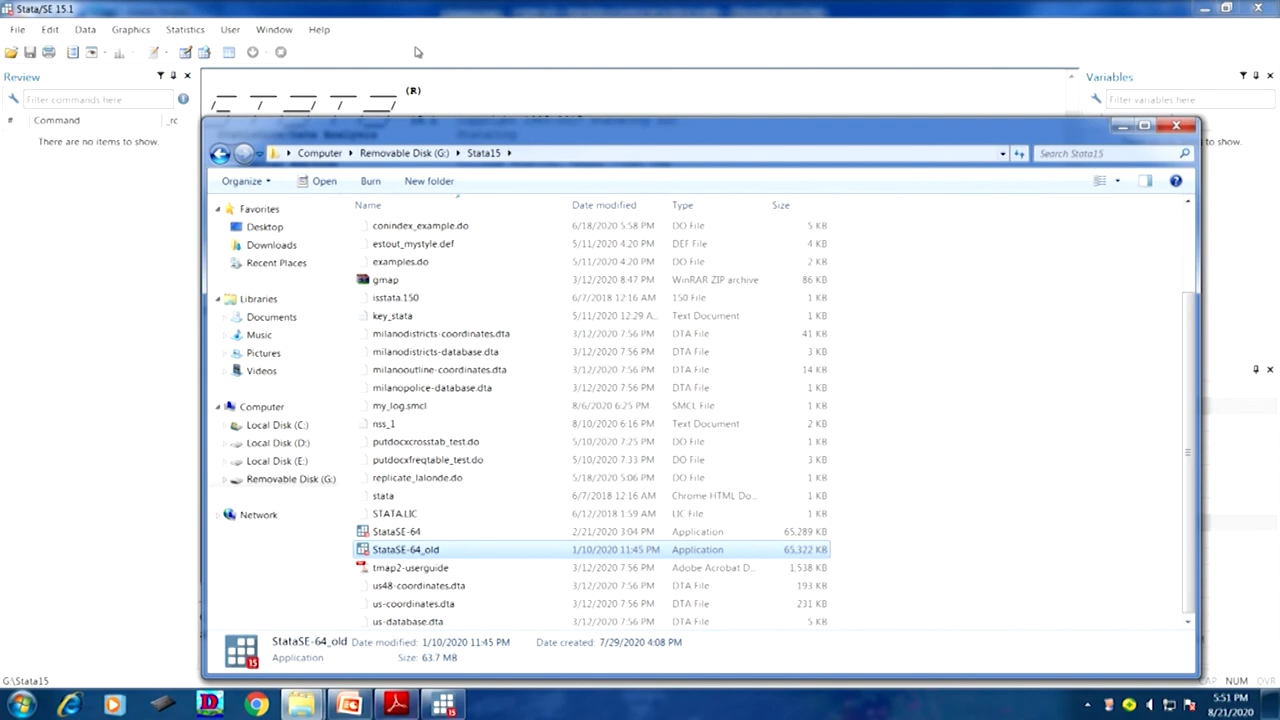 Stata/SE 15.1
File Edit Data Graphics Statistics User Window Help
Review
Variables
Filter commands here
Filter variables here
# Command _rc
There are no items to show.
to show.
(R)
Computer Removable Disk (G:) Stata15
Search Stata15
Organize Open Burn New folder
Name Date modified Type Size
Favorites
Desktop
Downloads
Recent Places
Libraries
Documents
Music
Pictures
Videos
Computer
Local Disk (C:)
Local Disk (D:)
Local Disk (E:)
Removable Disk (G:)
Network
conindex_example.do 6/18/2020 5:58 PM DO File 5 KB
estout_mystyle.def 5/11/2020 4:20 PM DEF File 4 KB
examples.do 5/11/2020 4:20 PM DO File 2 KB
gmap 3/12/2020 8:47 PM WinRAR ZIP archive 86 KB
isstata.150 6/7/2018 12:16 AM 150 File 1 KB
key_stata 5/11/2020 12:29 A... Text Document 1 KB
milanodistricts-coordinates.dta 3/12/2020 7:56 PM DTA File 41 KB
milanodistricts-database.dta 3/12/2020 7:56 PM DTA File 3 KB
milanooutline-coordinates.dta 3/12/2020 7:56 PM DTA File 14 KB
milanopolice-database.dta 3/12/2020 7:56 PM DTA File 1 KB
my_log.smcl 8/6/2020 6:25 PM SMCL File 1 KB
nss_1 8/10/2020 6:16 PM Text Document 2 KB
putdocxcrosstab_test.do 5/10/2020 7:25 PM DO File 1 KB
putdocxfreqtable_test.do 5/10/2020 7:33 PM DO File 1 KB
replicate_lalonde.do 5/18/2020 5:06 PM DO File 1 KB
stata 6/7/2018 12:16 AM Chrome HTML Do... 1 KB
STATA.LIC 6/12/2018 1:59 AM LIC File 1 KB
StataSE-64 2/21/2020 3:04 PM Application 65,289 KB
StataSE-64_old 1/10/2020 11:45 PM Application 65,322 KB
tmap2-userguide 3/12/2020 7:56 PM Adobe Acrobat D... 1,538 KB
us48-coordinates.dta 3/12/2020 7:56 PM DTA File 193 KB
us-coordinates.dta 3/12/2020 7:56 PM DTA File 231 KB
us-database.dta 3/12/2020 7:56 PM DTA File 5 KB
StataSE-64_old Date modified: 1/10/2020 11:45 PM Date created: 7/29/2020 4:08 PM
Application Size: 63.7 MB
G:\Stata15
CAP NUM OVR
5:51 PM
8/21/2020